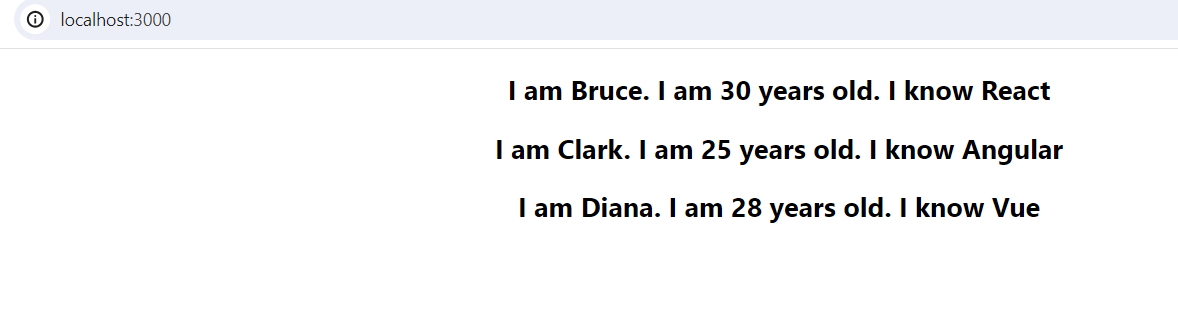 localhost:3000
I am Bruce. I am 30 years old. I know React
I am Clark. I am 25 years old. I know Angular
I am Diana. I am 28 years old. I know Vue